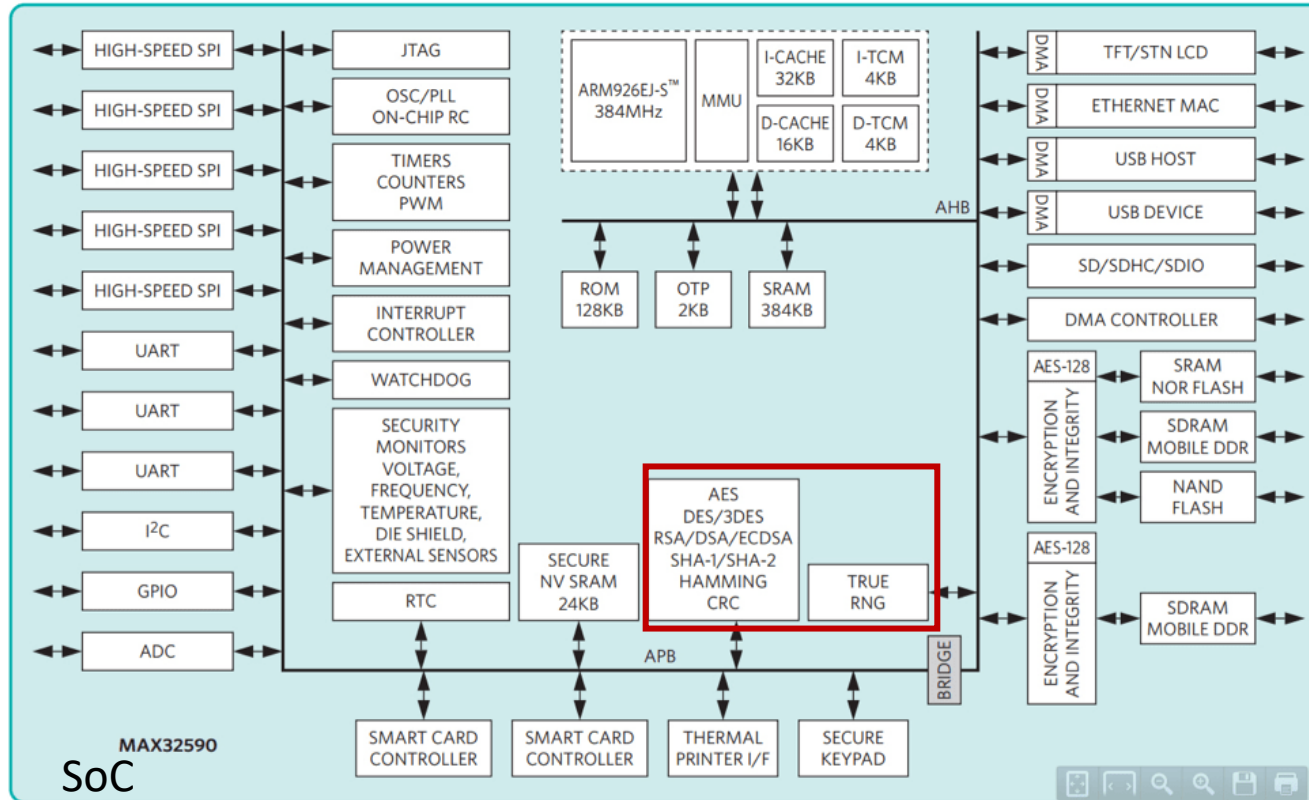 HIGH-SPEED SPI
HIGH-SPEED SPI
HIGH-SPEED SPI
HIGH-SPEED SPI
HIGH-SPEED SPI
UART
UART
UART
I²C
GPIO
ADC
JTAG
OSC/PLL
ON-CHIP RC
TIMERS
COUNTERS
PWM
POWER
MANAGEMENT
INTERRUPT
CONTROLLER
WATCHDOG
SECURITY
MONITORS
VOLTAGE,
FREQUENCY,
TEMPERATURE,
DIE SHIELD,
EXTERNAL SENSORS
RTC
ARM926EJ-S™
384MHz
MMU
I-CACHE
32KB
I-TCM
4KB
D-CACHE
16KB
D-TCM
4KB
AHB
ROM
128KB
OTP
2KB
SRAM
384KB
SECURE
NV SRAM
24KB
AES
DES/3DES
RSA/DSA/ECDSA
SHA-1/SHA-2
HAMMING
CRC
TRUE
RNG
APB
BRIDGE
SMART CARD
CONTROLLER
SMART CARD
CONTROLLER
THERMAL
PRINTER I/F
SECURE
KEYPAD
DMA
TFT/STN LCD
DMA
ETHERNET MAC
DMA
USB HOST
DMA
USB DEVICE
SD/SDHC/SDIO
DMA CONTROLLER
AES-128
ENCRYPTION
AND INTEGRITY
SRAM
NOR FLASH
SDRAM
MOBILE DDR
NAND
FLASH
AES-128
ENCRYPTION
AND INTEGRITY
SDRAM
MOBILE DDR
MAX32590
SoC